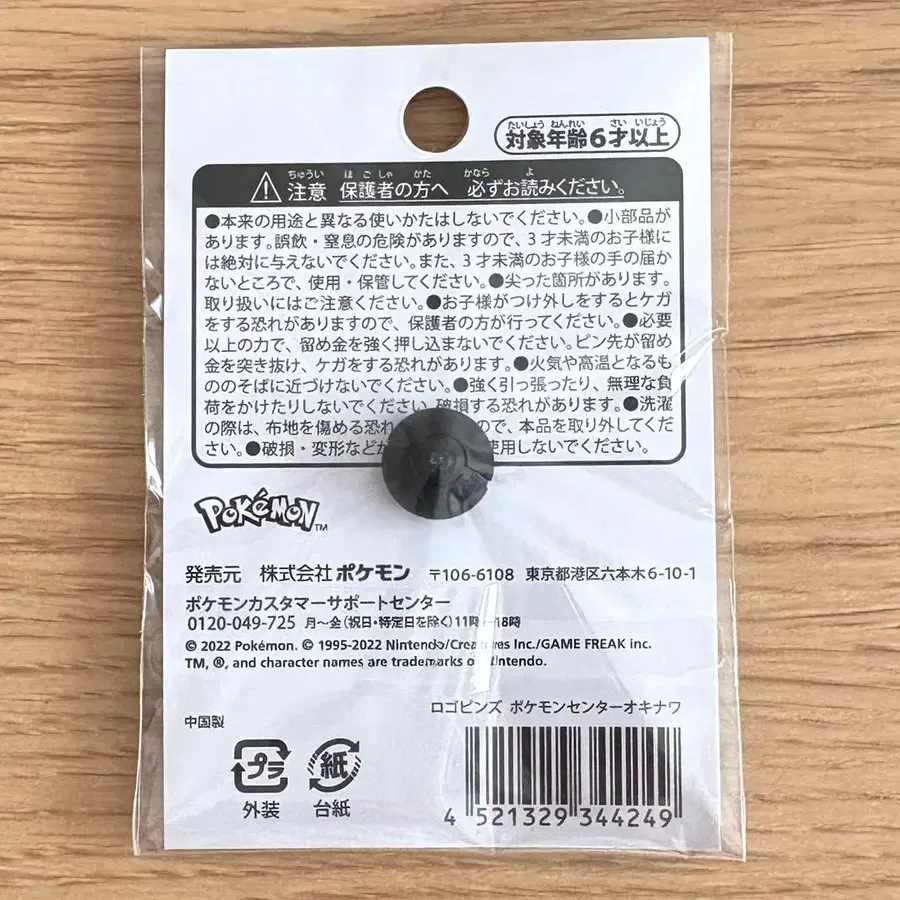 たいしょう ねんれい さい いじょう
対象年齢6才以上
ちゅうい ほ ご しゃ かた かなら よ
注意 保護者の方へ 必ずお読みください。
●本来の用途と異なる使いかたはしないでください。●小部品が
あります。誤飲・窒息の危険がありますので、3才未満のお子様に
は絶対に与えないでください。また、3才未満のお子様の手の届か
ないところで、使用・保管してください。●尖った箇所があります。
取り扱いにはご注意ください。●お子様がつけ外しをするとケガ
をする恐れがありますので、保護者の方が行ってください。●必要
以上の力で、留め金を強く押し込まないでください。ピン先が留め
金を突き抜け、ケガをする恐れがあります。●火気や高温となるも
ののそばに近づけないでください。●強く引っ張ったり、無理な負
荷をかけたりしないでください。破損する恐れがあります。●洗濯
の際は、布地を傷める恐れ ので、本品を取り外してくだ
さい。●破損・変形など 使用しないでください。
POKéMON™
発売元 株式会社ポケモン 〒106-6108 東京都港区六本木6-10-1
ポケモンカスタマーサポートセンター
0120-049-725 月～金(祝日・特定日を除く)11時 18時
© 2022 Pokémon. © 1995-2022 Nintendo/Creatures Inc./GAME FREAK inc.
TM, ®, and character names are trademarks of Nintendo.
ロゴピンズ ポケモンセンターオキナワ
中国製
プラ 紙
外装 台紙
4 521329 344249